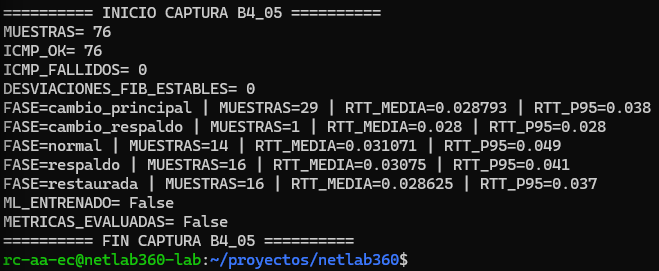 ========== INICIO CAPTURA B4_05 ==========
MUESTRAS= 76
ICMP_OK= 76
ICMP_FALLIDOS= 0
DESVIACIONES_FIB_ESTABLES= 0
FASE=cambio_principal | MUESTRAS=29 | RTT_MEDIA=0.028793 | RTT_P95=0.038
FASE=cambio_respaldo | MUESTRAS=1 | RTT_MEDIA=0.028 | RTT_P95=0.028
FASE=normal | MUESTRAS=14 | RTT_MEDIA=0.031071 | RTT_P95=0.049
FASE=respaldo | MUESTRAS=16 | RTT_MEDIA=0.03075 | RTT_P95=0.041
FASE=restaurada | MUESTRAS=16 | RTT_MEDIA=0.028625 | RTT_P95=0.037
ML_ENTRENADO= False
METRICAS_EVALUADAS= False
========== FIN CAPTURA B4_05 ==========
rc-aa-ec@netlab360-lab:~/proyectos/netlab360$